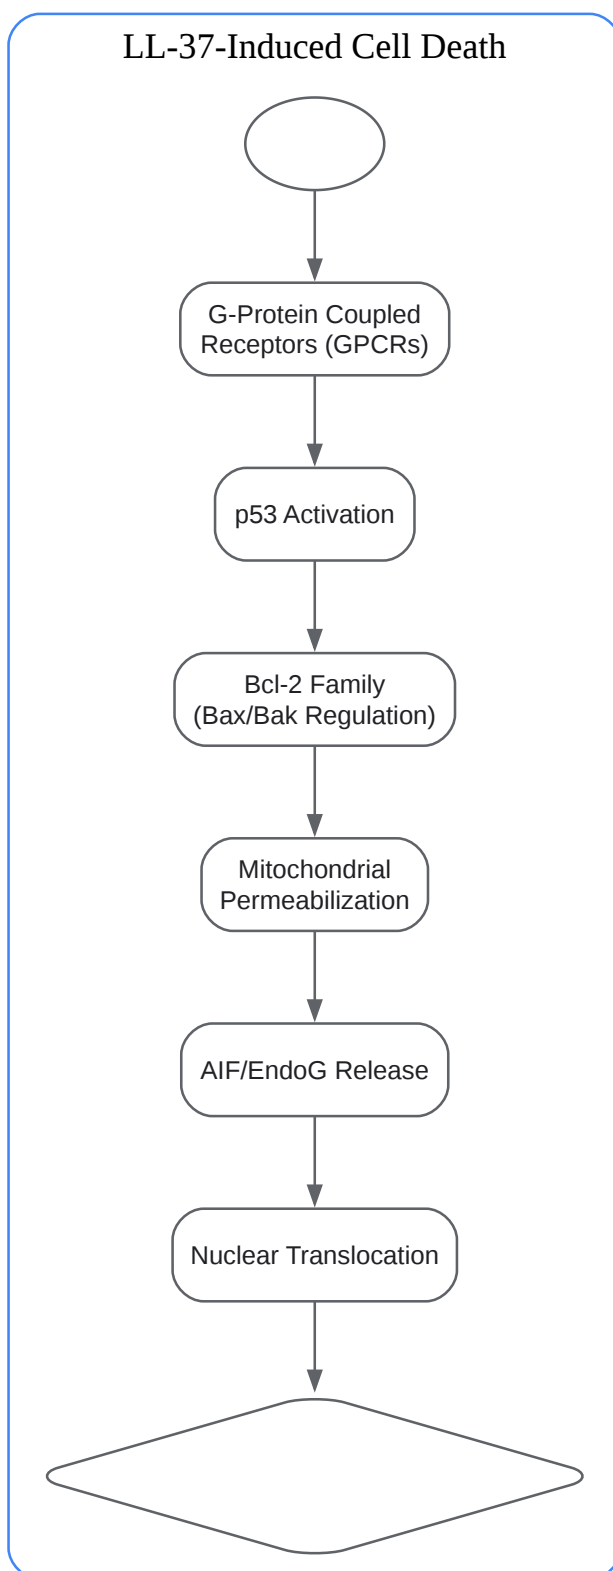 LL-37-Induced Cell Death
G-Protein Coupled
Receptors (GPCRs)
p53 Activation
Bcl-2 Family
(Bax/Bak Regulation)
Mitochondrial
Permeabilization
AIF/EndoG Release
Nuclear Translocation